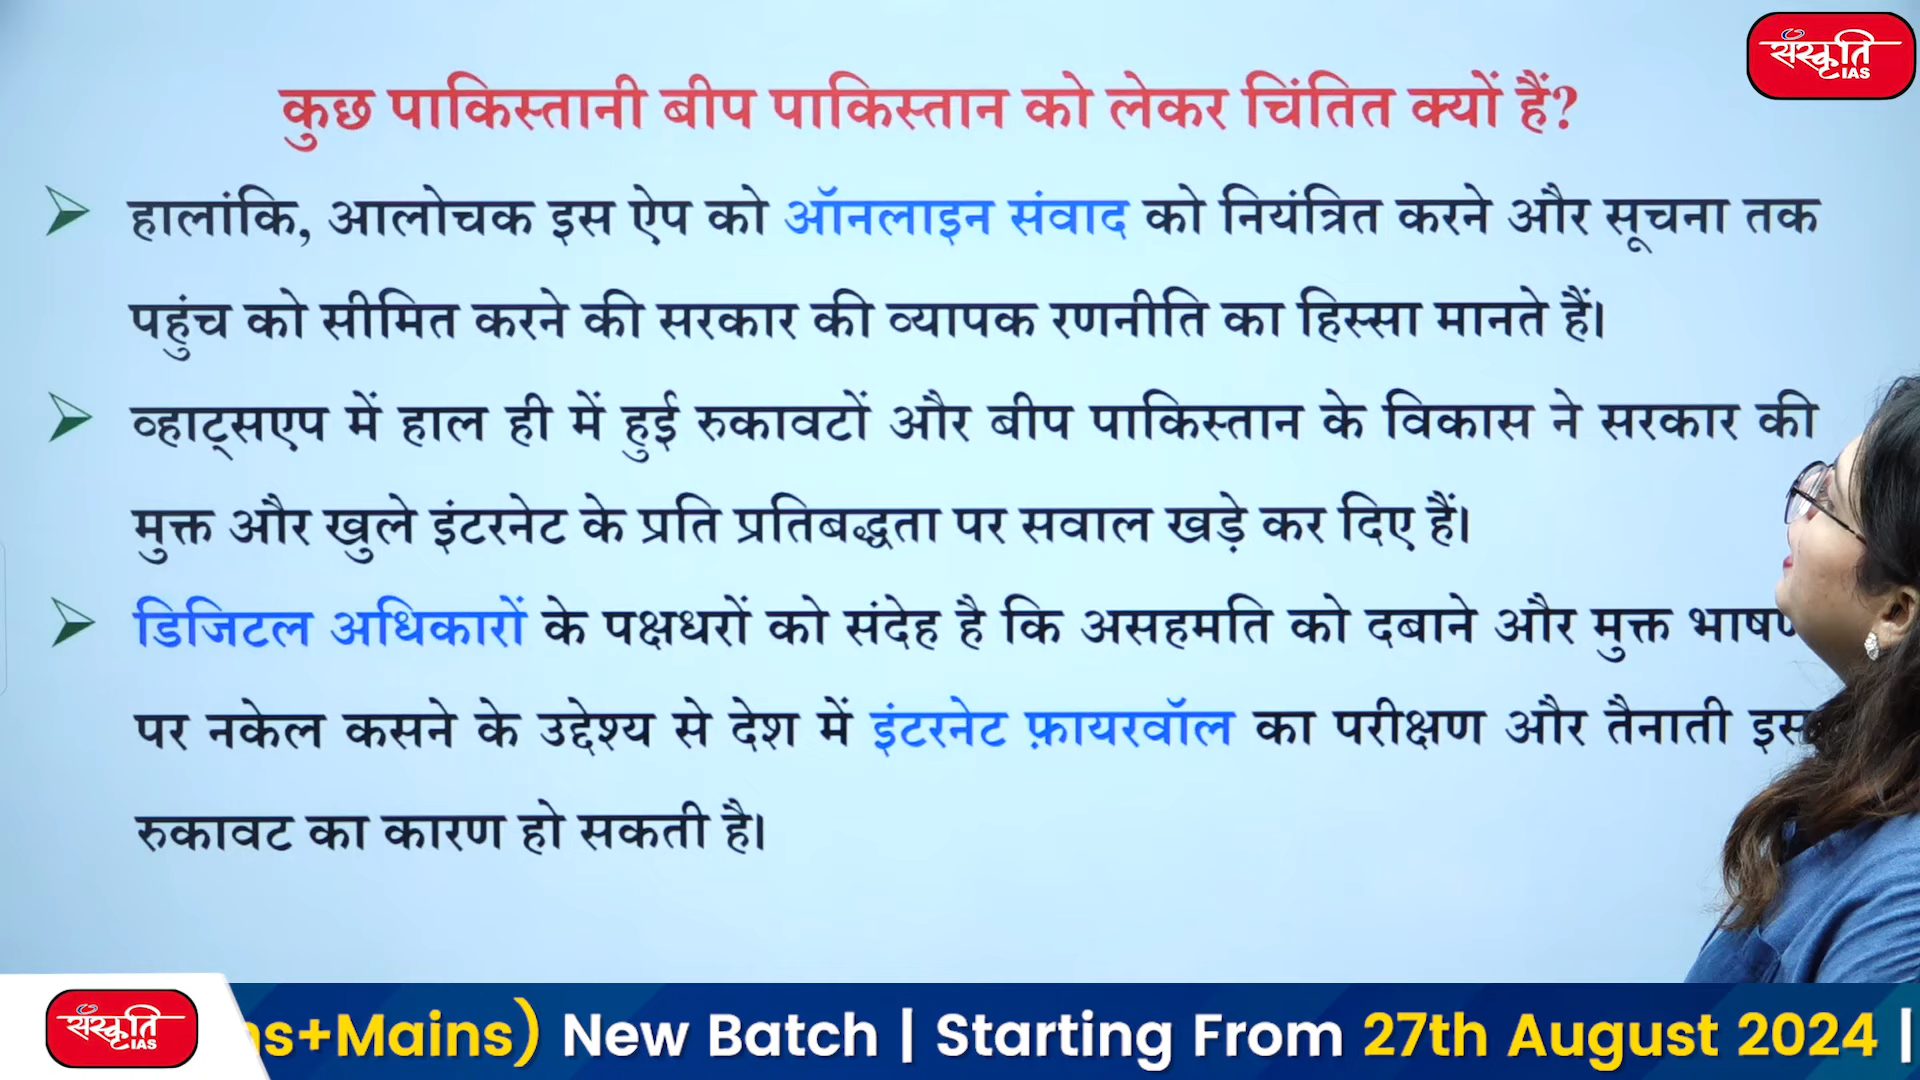 संस्कृति
IAS
कुछ पाकिस्तानी बीप पाकिस्तान को लेकर चिंतित क्यों हैं?
हालांकि, आलोचक इस ऐप को ऑनलाइन संवाद को नियंत्रित करने और सूचना तक
पहुंच को सीमित करने की सरकार की व्यापक रणनीति का हिस्सा मानते हैं।
व्हाट्सएप में हाल ही में हुई रुकावटों और बीप पाकिस्तान के विकास ने सरकार की
मुक्त और खुले इंटरनेट के प्रति प्रतिबद्धता पर सवाल खड़े कर दिए हैं।
डिजिटल अधिकारों के पक्षधरों को संदेह है कि असहमति को दबाने और मुक्त
पर नकेल कसने के उद्देश्य से देश में इंटरनेट फ़ायरवॉल का परीक्षण और तैनाती इस
रुकावट का कारण हो सकती है।
संस्कृति
IAS
ns+Mains) New Batch | Starting From 27th August 2024 |